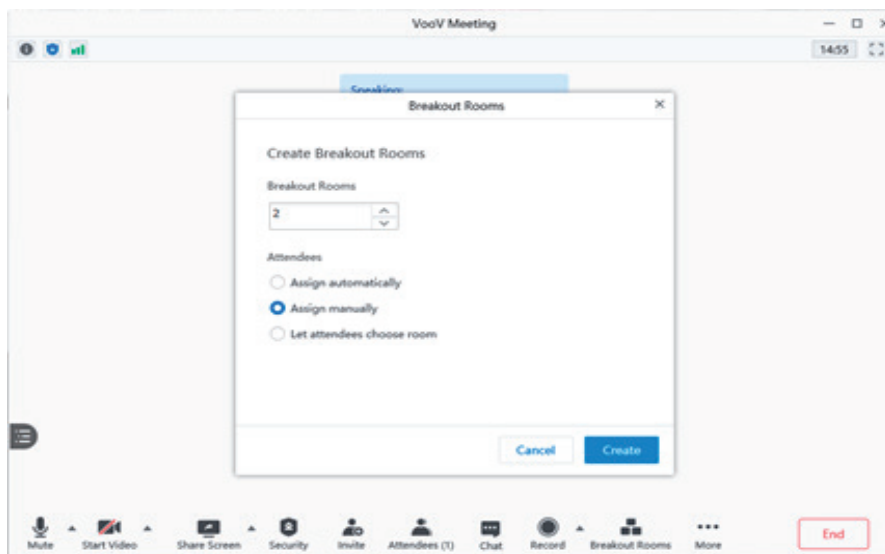 VooV Meeting
14:55
Speaking:
Breakout Rooms
Create Breakout Rooms
Breakout Rooms
2
Attendees
Assign automatically
Assign manually
Let attendees choose room
Cancel Create
Mute Start Video Share Screen Security Invite Attendees (1) Chat Record Breakout Rooms More End